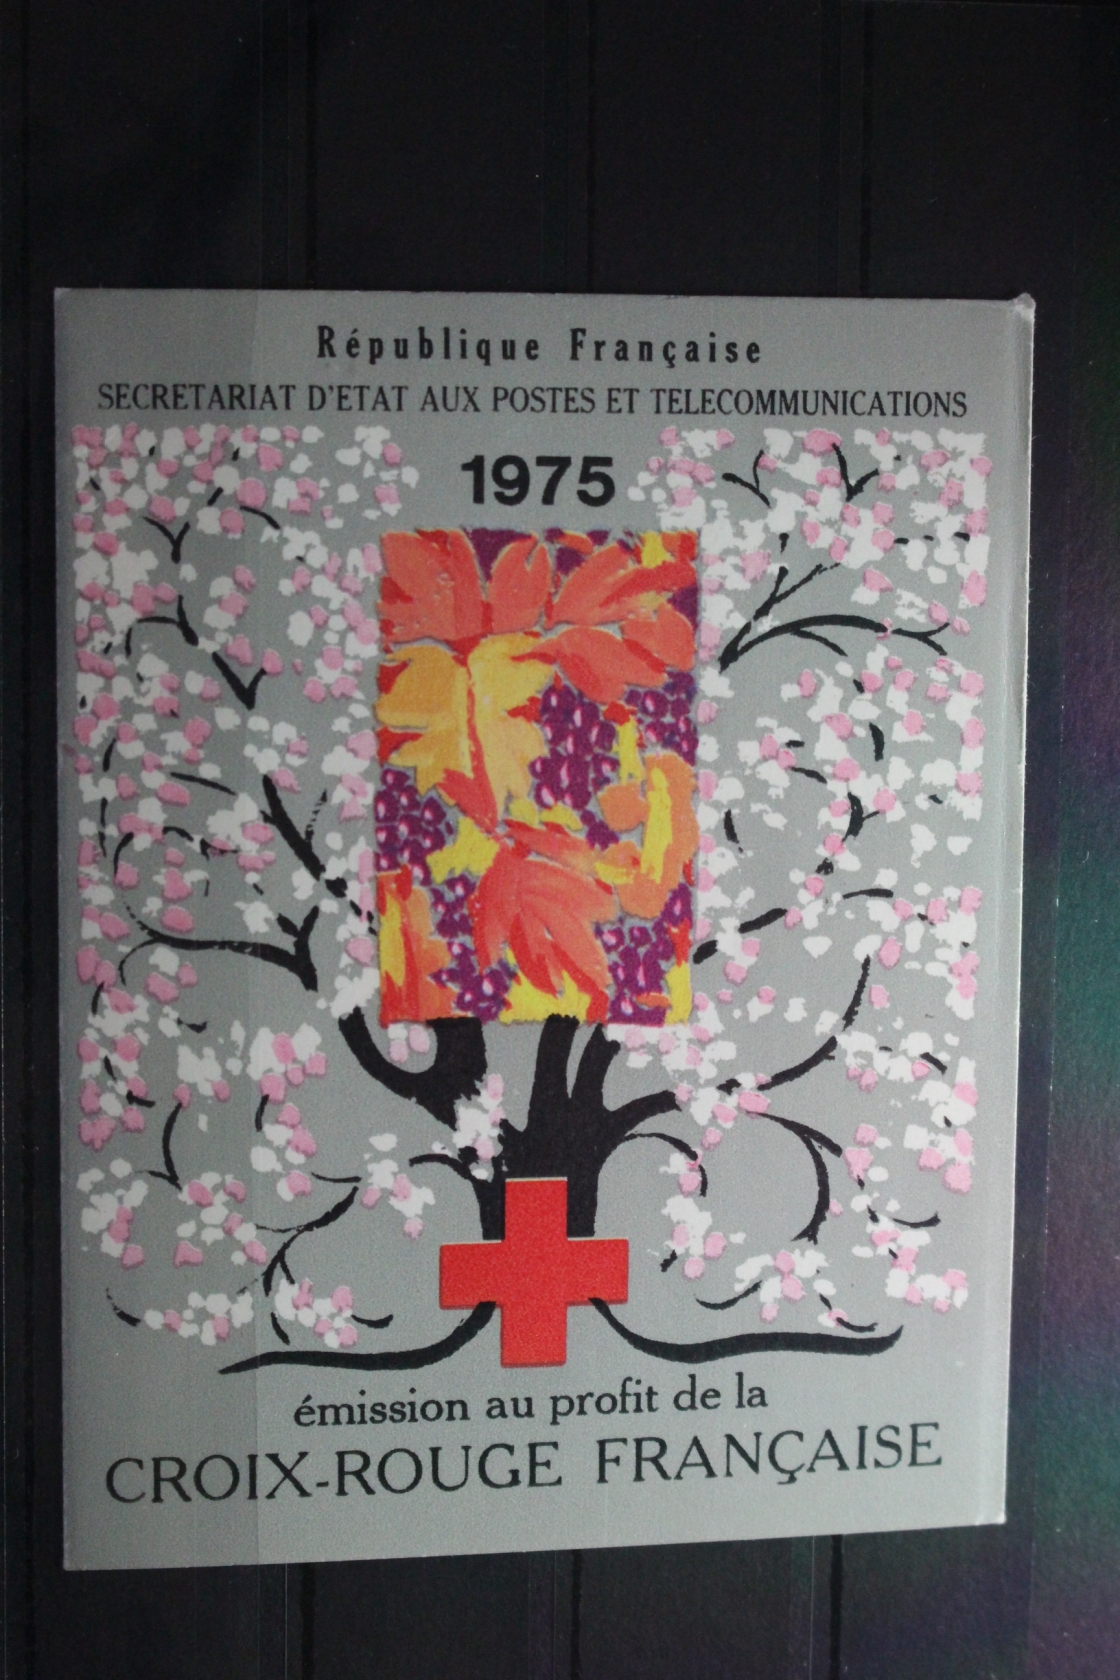 République Française
SECRETARIAT D'ETAT AUX POSTES ET TELECOMMUNICATIONS
1975
émission au profit de la
CROIX-ROUGE FRANÇAISE